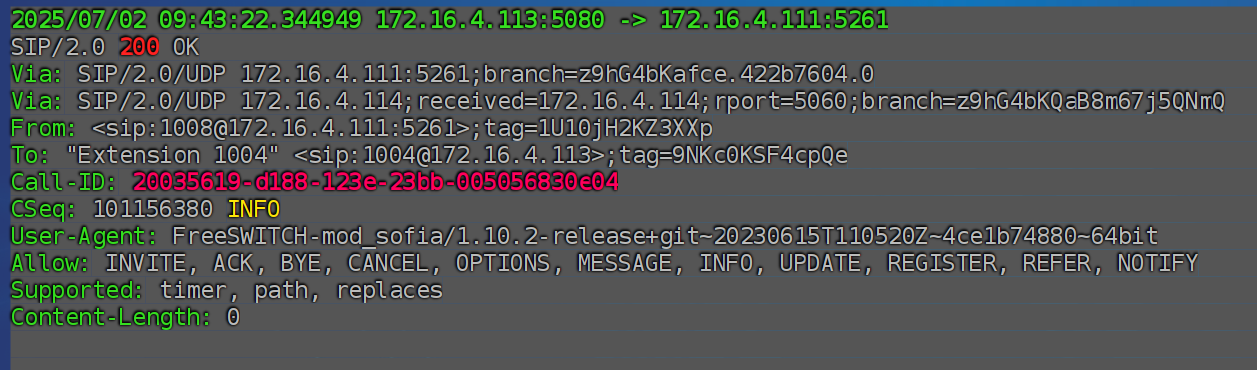 2025/07/02 09:43:22.344949 172.16.4.113:5080 -> 172.16.4.111:5261
SIP/2.0 200 OK
Via: SIP/2.0/UDP 172.16.4.111:5261;branch=z9hG4bKafce.422b7604.0
Via: SIP/2.0/UDP 172.16.4.114;received=172.16.4.114;rport=5060;branch=z9hG4bKQaB8m67j5QNmQ
From: <sip:1008@172.16.4.111:5261>;tag=1U10jH2KZ3XXp
To: "Extension 1004" <sip:1004@172.16.4.113>;tag=9NKc0KSF4cpQe
Call-ID: 20035619-d188-123e-23bb-005056830e04
CSeq: 101156380 INFO
User-Agent: FreeSWITCH-mod_sofia/1.10.2-release+git~20230615T110520Z~4ce1b74880~64bit
Allow: INVITE, ACK, BYE, CANCEL, OPTIONS, MESSAGE, INFO, UPDATE, REGISTER, REFER, NOTIFY
Supported: timer, path, replaces
Content-Length: 0